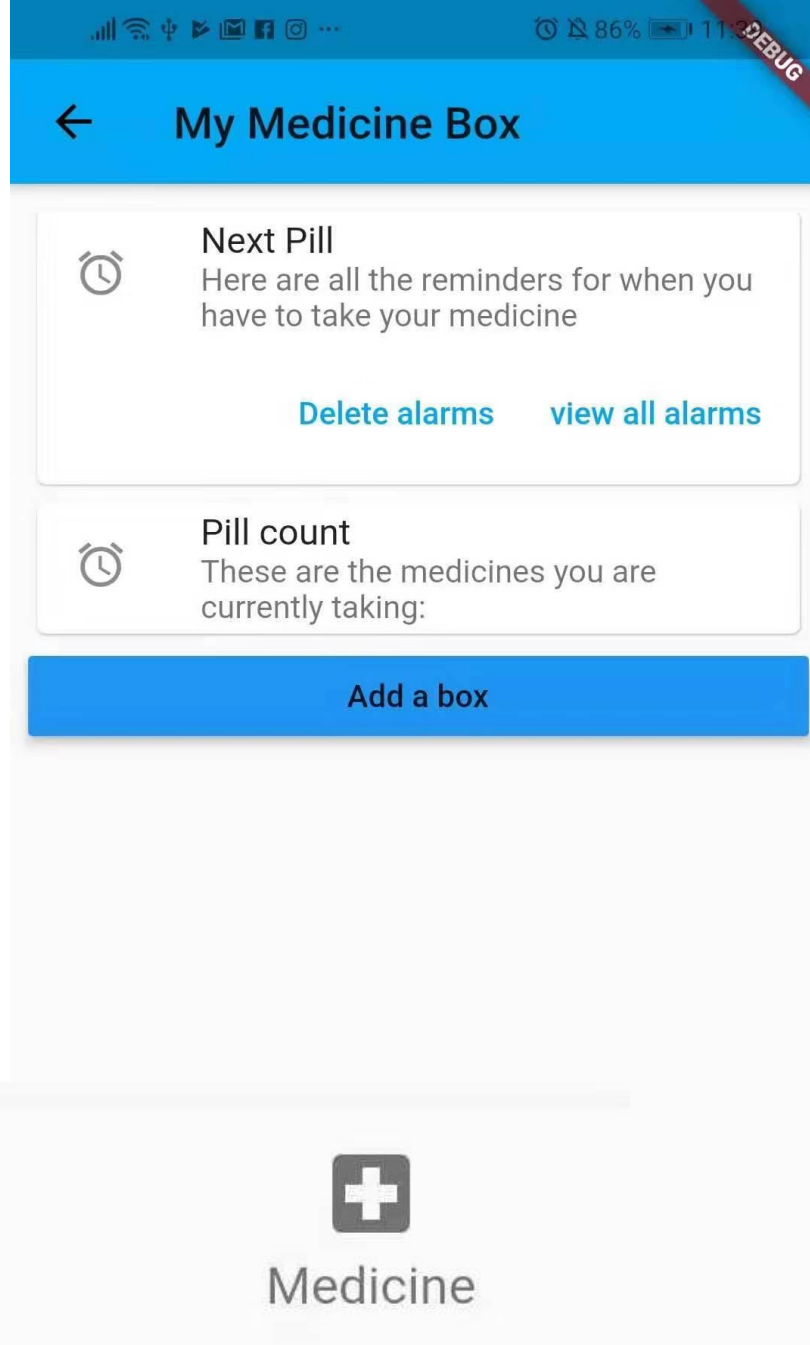 86%
DEBUG
My Medicine Box
Next Pill
Here are all the reminders for when you
have to take your medicine
Delete alarms view all alarms
Pill count
These are the medicines you are
currently taking:
Add a box
Medicine